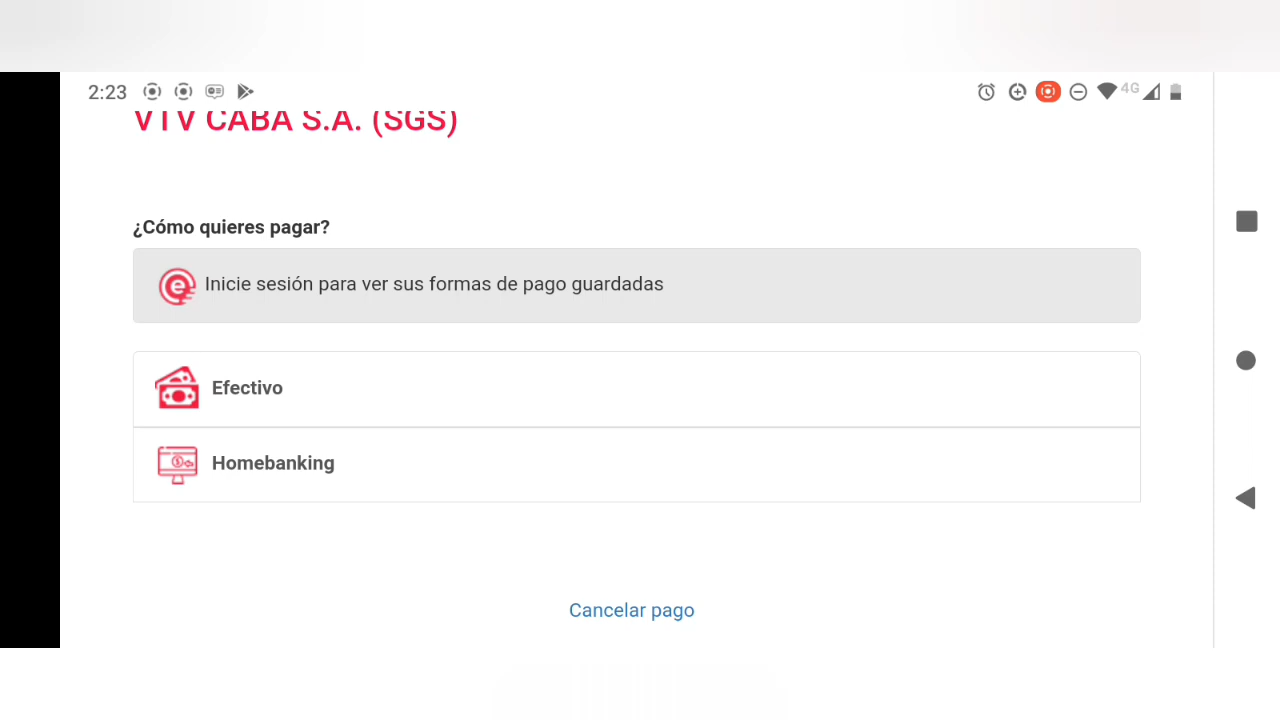 2:23
4G
VTV CABA S.A. (SGS)
¿Cómo quieres pagar?
Inicie sesión para ver sus formas de pago guardadas
Efectivo
Homebanking
Cancelar pago